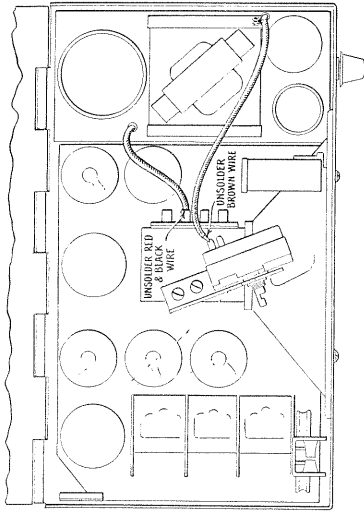 UNSOLDER RED
& BLACK
WIRE
UNSOLDER
BROWN WIRE